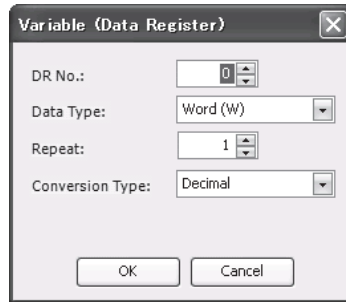 Variable (Data Register)
DR No.: 0
Data Type: Word (W)
Repeat: 1
Conversion Type: Decimal
OK Cancel